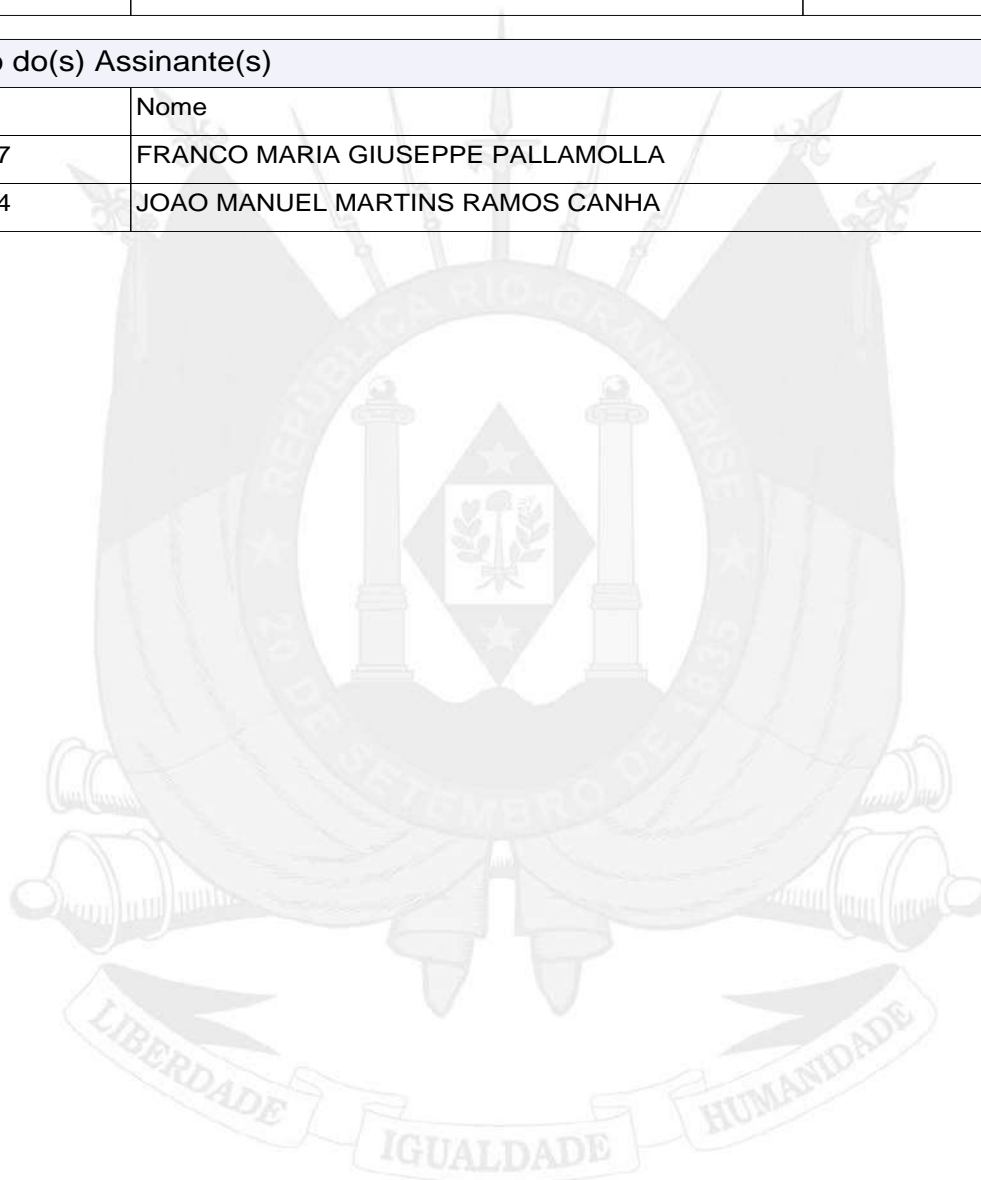 o do(s) Assinante(s)
Nome
7 FRANCO MARIA GIUSEPPE PALLAMOLLA
4 JOAO MANUEL MARTINS RAMOS CANHA
REPÚBLICA RIO-GRANDENSE
20 DE SETEMBRO DE 1835
LIBERDADE IGUALDADE HUMANIDADE